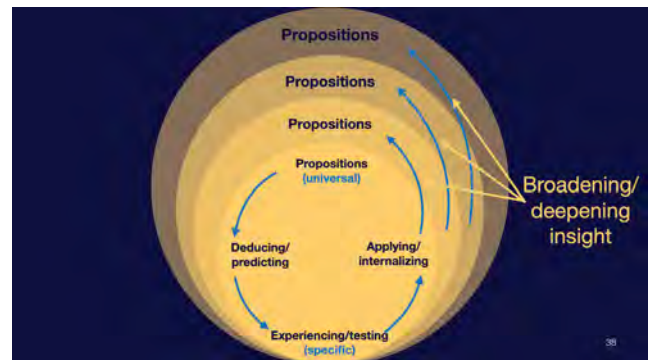 Propositions
Propositions
Propositions
Propositions
(universal)
Deducing/
predicting
Applying/
internalizing
Experiencing/testing
(specific)
Broadening/
deepening
insight
38